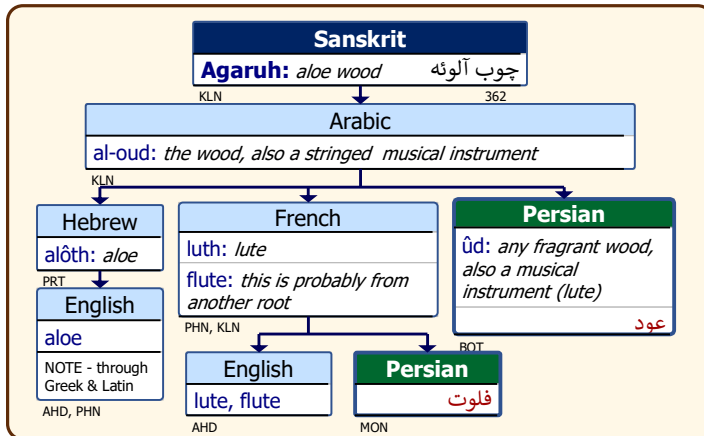 Sanskrit
Agaruh: aloe wood چوب آلوئه
KLN 362
Arabic
al-oud: the wood, also a stringed musical instrument
KLN
Hebrew
alôth: aloe
PRT
French
luth: lute
flute: this is probably from
another root
PHN, KLN
Persian
ûd: any fragrant wood,
also a musical
instrument (lute)
عود
BOT
English
aloe
NOTE - through
Greek & Latin
AHD, PHN
English
lute, flute
AHD
Persian
فلوت
MON